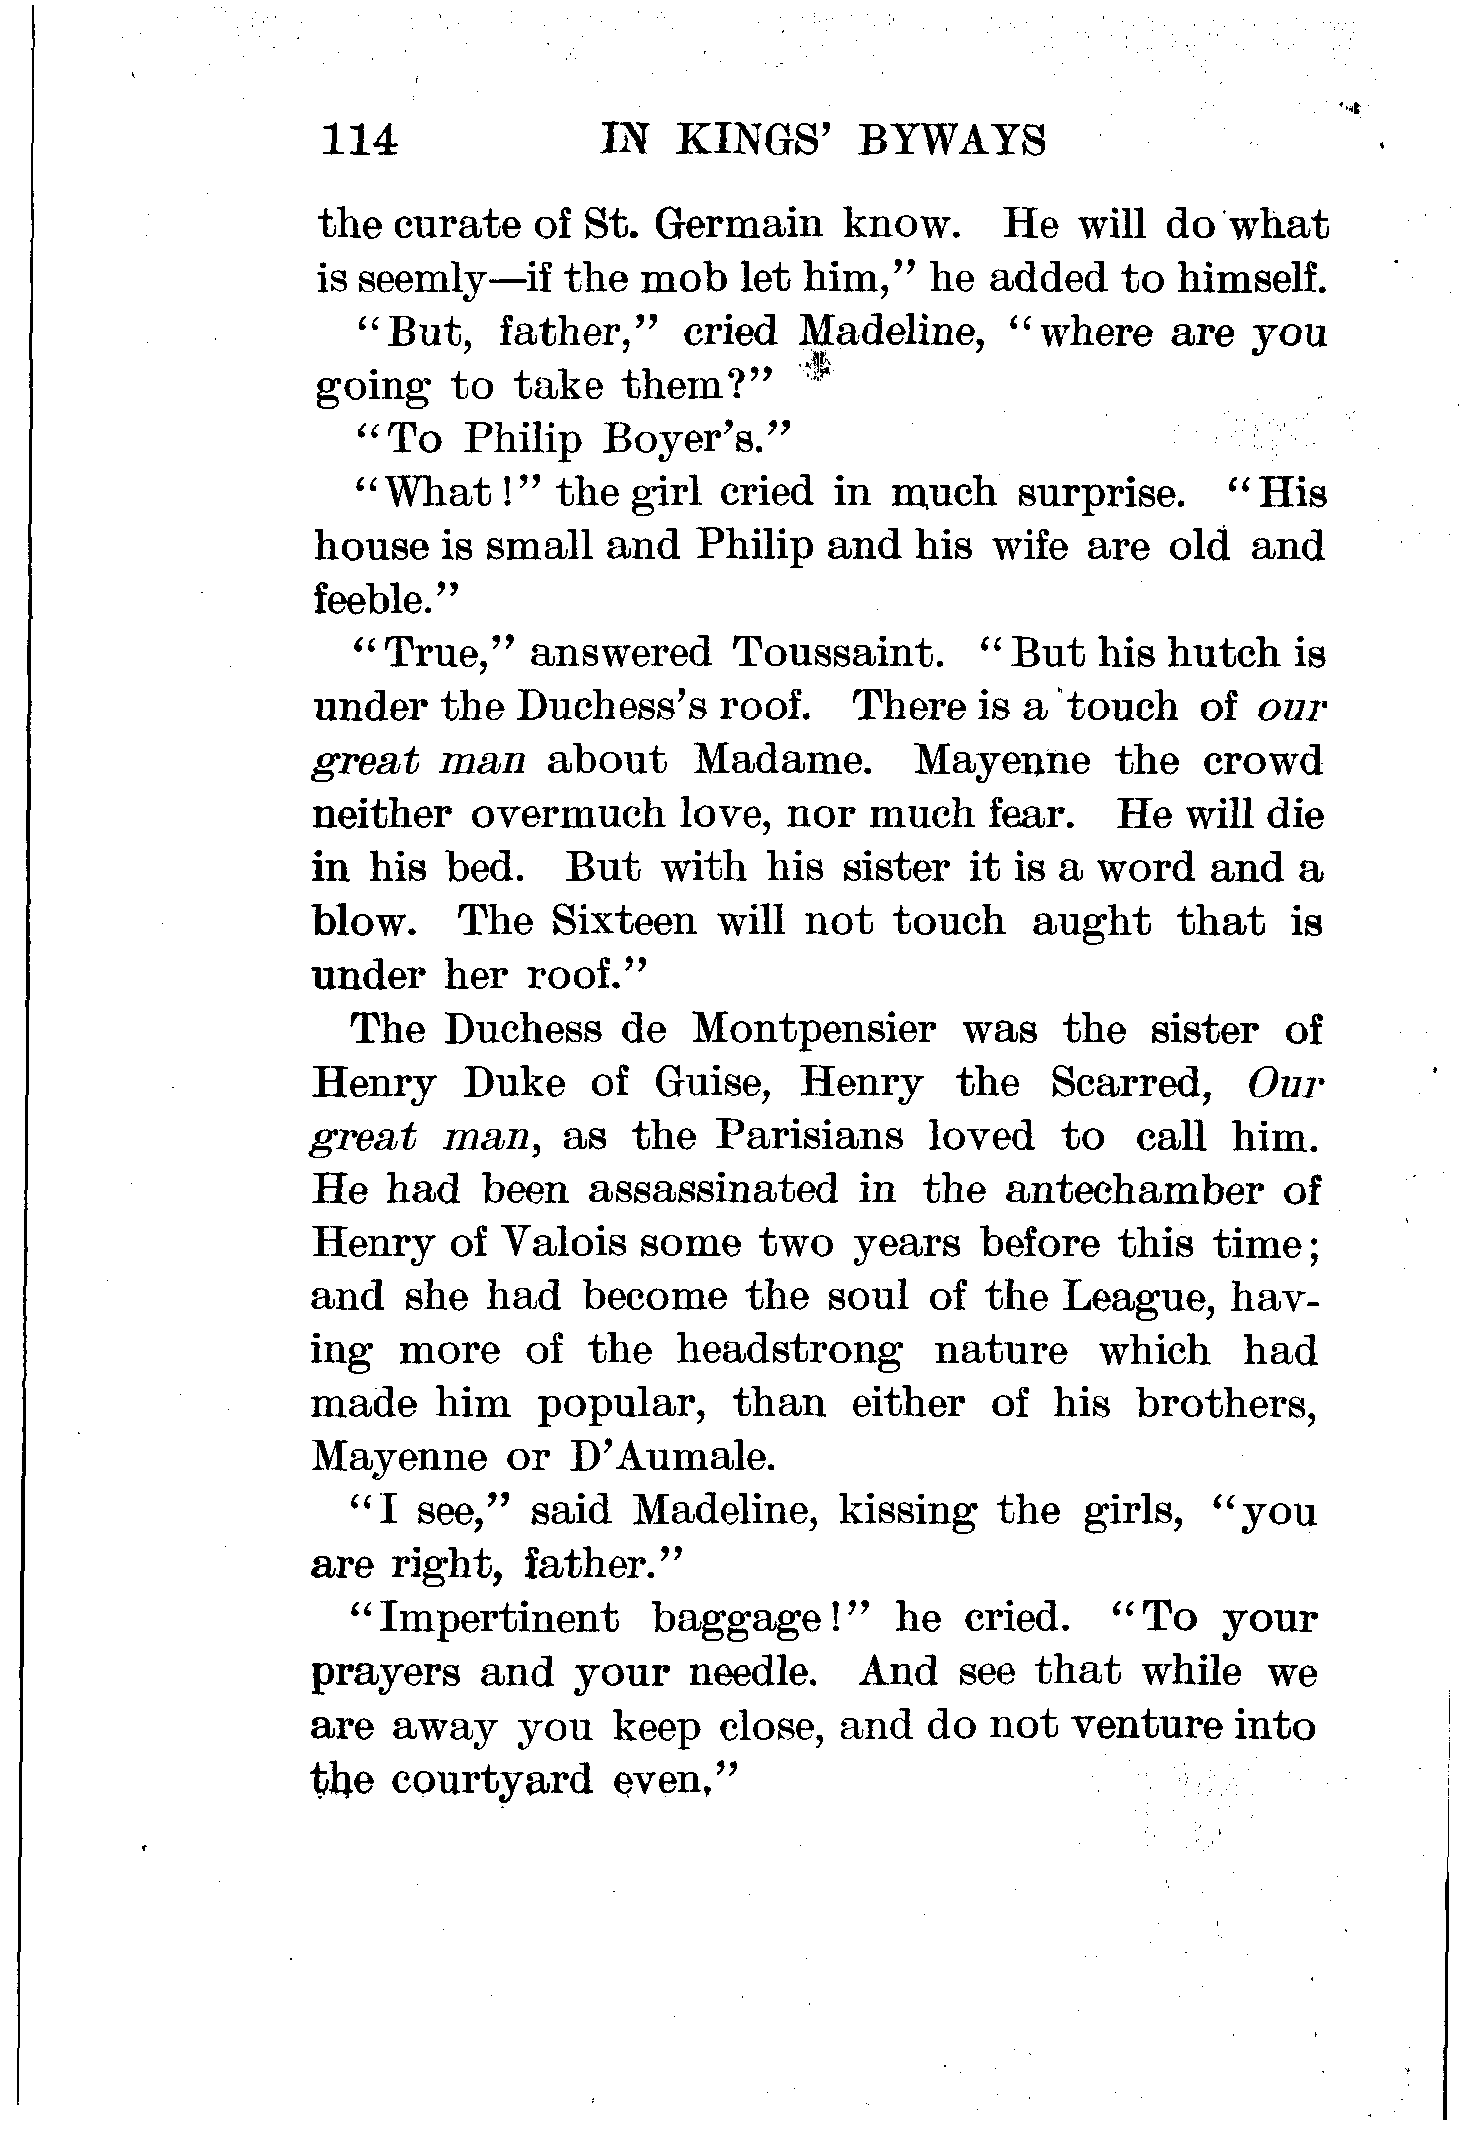 114 IN KINGS' BYWAYS
the curate of St. Germain know. He will do what
is seemly—if the mob let him," he added to himself.
"But, father," cried Madeline, "where are you
going to take them?"
"To Philip Boyer's."
"What!" the girl cried in much surprise. "His
house is small and Philip and his wife are old and
feeble."
"True," answered Toussaint. "But his hutch is
under the Duchess's roof. There is a touch of our
great man about Madame. Mayenne the crowd
neither overmuch love, nor much fear. He will die
in his bed. But with his sister it is a word and a
blow. The Sixteen will not touch aught that is
under her roof."
The Duchess de Montpensier was the sister of
Henry Duke of Guise, Henry the Scarred, Our
great man, as the Parisians loved to call him.
He had been assassinated in the antechamber of
Henry of Valois some two years before this time;
and she had become the soul of the League, hav-
ing more of the headstrong nature which had
made him popular, than either of his brothers,
Mayenne or D'Aumale.
"I see," said Madeline, kissing the girls, "you
are right, father."
"Impertinent baggage!" he cried. "To your
prayers and your needle. And see that while we
are away you keep close, and do not venture into
the courtyard even."